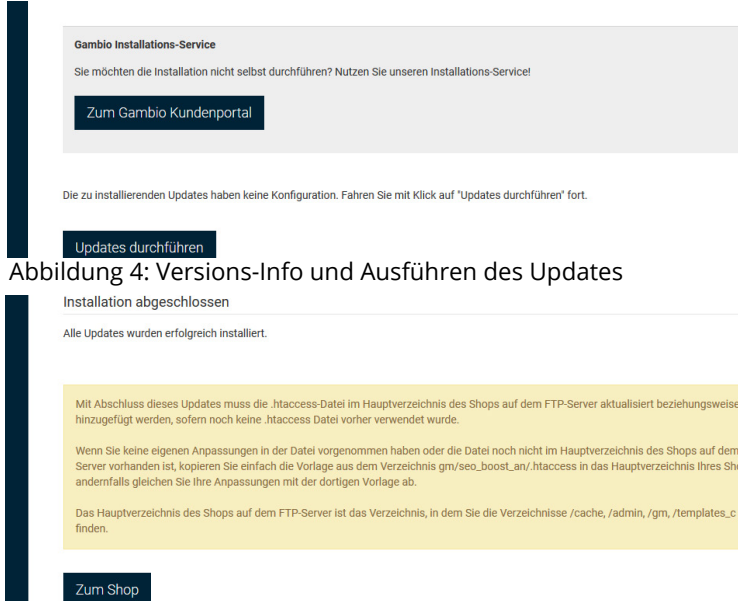 Gambio Installations-Service
Sie möchten die Installation nicht selbst durchführen? Nutzen Sie unseren Installations-Service!
Zum Gambio Kundenportal
Die zu installierenden Updates haben keine Konfiguration. Fahren Sie mit Klick auf "Updates durchführen" fort.
Updates durchführen
Abbildung 4: Versions-Info und Ausführen des Updates
Installation abgeschlossen
Alle Updates wurden erfolgreich installiert.
Mit Abschluss dieses Updates muss die .htaccess-Datei im Hauptverzeichnis des Shops auf dem FTP-Server aktualisiert beziehungsweise
hinzugefügt werden, sofern noch keine .htaccess Datei vorher verwendet wurde.
Wenn Sie keine eigenen Anpassungen in der Datei vorgenommen haben oder die Datei noch nicht im Hauptverzeichnis des Shops auf dem
Server vorhanden ist, kopieren Sie einfach die Vorlage aus dem Verzeichnis gm/seo_boost_an/.htaccess in das Hauptverzeichnis Ihres Sh
andernfalls gleichen Sie Ihre Anpassungen mit der dortigen Vorlage ab.
Das Hauptverzeichnis des Shops auf dem FTP-Server ist das Verzeichnis, in dem Sie die Verzeichnisse /cache, /admin, /gm, /templates_c
finden.
Zum Shop